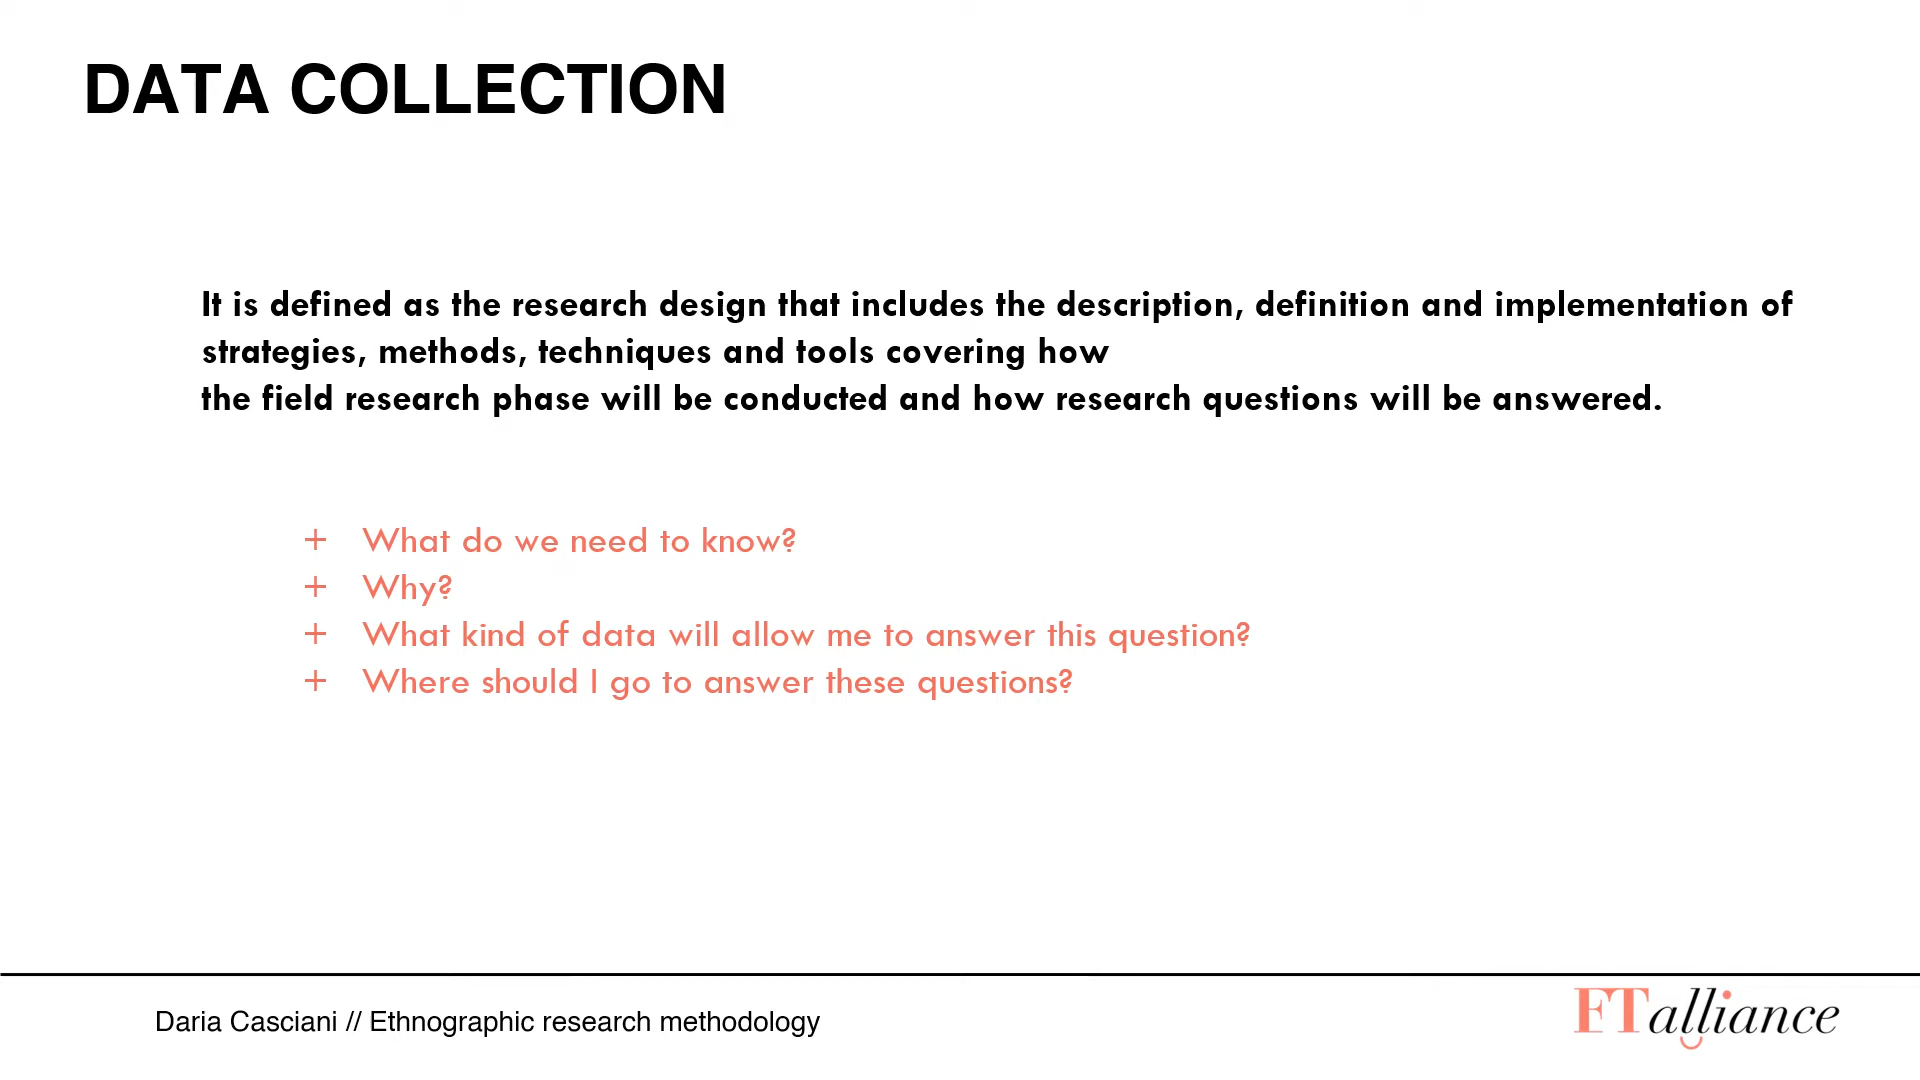 DATA COLLECTION
It is defined as the research design that includes the description, definition and implementation of
strategies, methods, techniques and tools covering how
the field research phase will be conducted and how research questions will be answered.
+ What do we need to know?
+ Why?
+ What kind of data will allow me to answer this question?
+ Where should I go to answer these questions?
Daria Casciani // Ethnographic research methodology
FTalliance